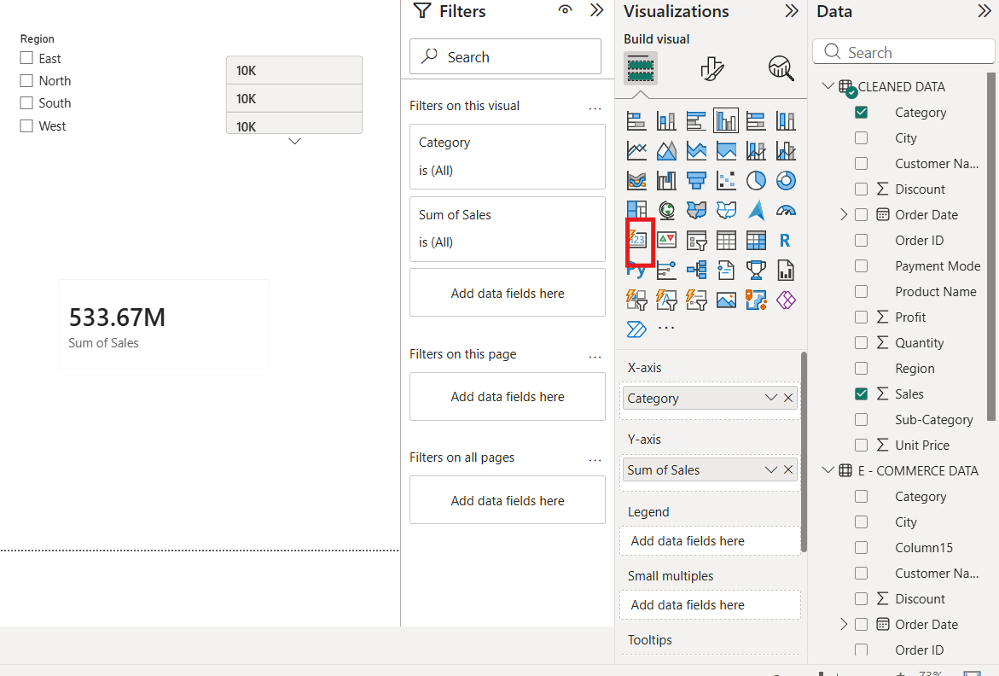 Region
East
North
South
West
10K
10K
10K
533.67M
Sum of Sales
Filters
Search
Filters on this visual
...
Category
is (All)
Sum of Sales
is (All)
Add data fields here
Filters on this page
...
Add data fields here
Filters on all pages
...
Add data fields here
Visualizations
Build visual
123
R
Py
...
X-axis
Category
Y-axis
Sum of Sales
Legend
Add data fields here
Small multiples
Add data fields here
Tooltips
Data
Search
CLEANED DATA
Category
City
Customer Na...
Σ Discount
Order Date
Order ID
Payment Mode
Product Name
Σ Profit
Σ Quantity
Region
Σ Sales
Sub-Category
Σ Unit Price
E - COMMERCE DATA
Category
City
Column15
Customer Na...
Σ Discount
Order Date
Order ID
73%